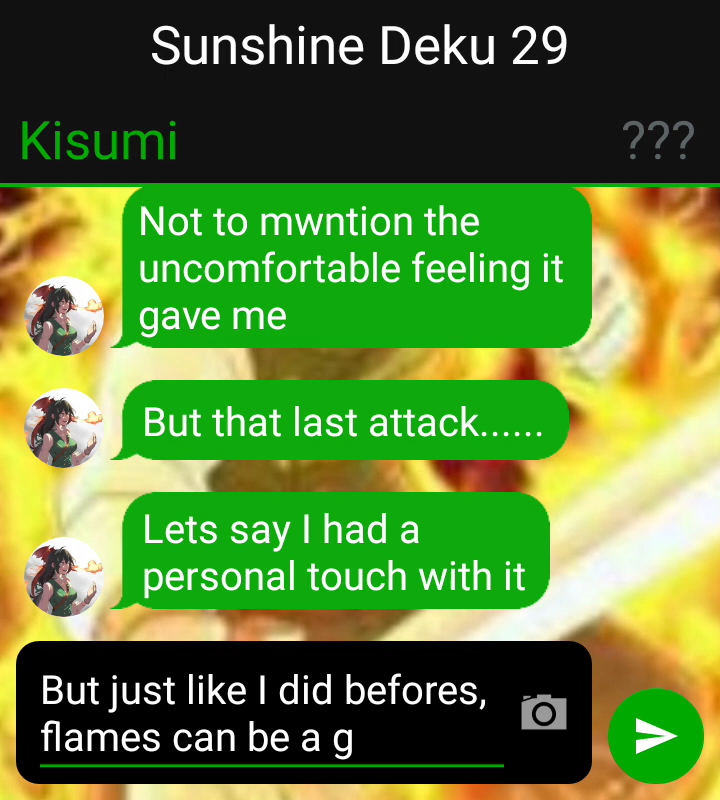 Sunshine Deku 29
Kisumi
???
Not to mwntion the
uncomfortable feeling it
gave me
But that last attack......
Lets say I had a
personal touch with it
But just like I did befores,
flames can be a g